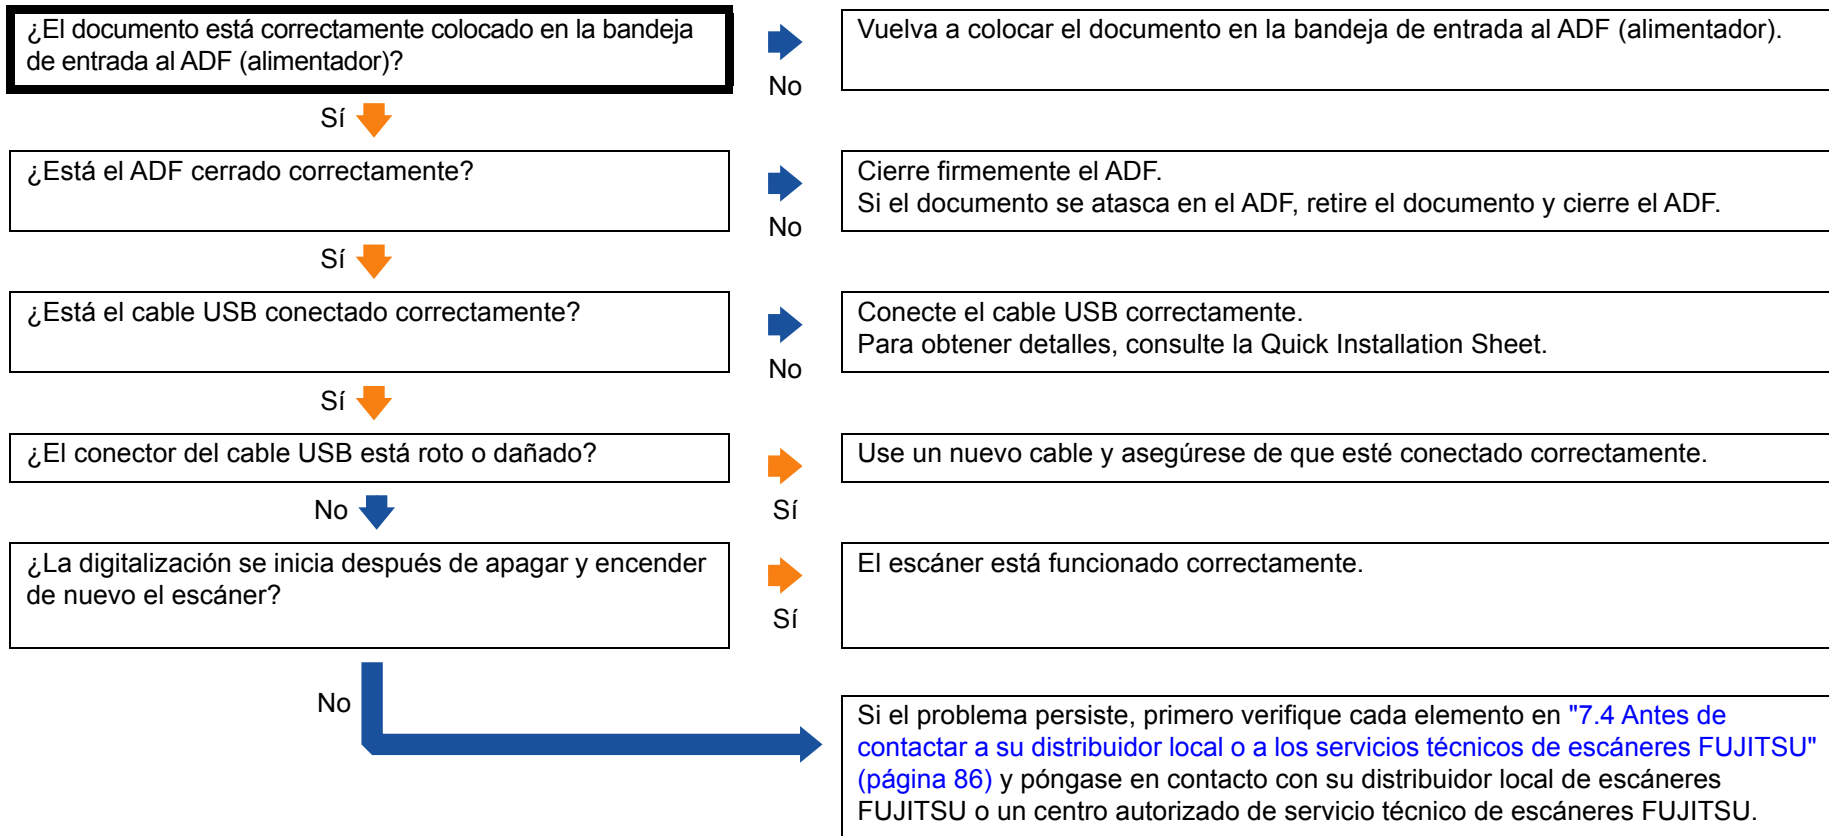 ¿El documento está correctamente colocado en la bandeja
de entrada al ADF (alimentador)?
No
Vuelva a colocar el documento en la bandeja de entrada al ADF (alimentador).
Sí
¿Está el ADF cerrado correctamente?
No
Cierre firmemente el ADF.
Si el documento se atasca en el ADF, retire el documento y cierre el ADF.
Sí
¿Está el cable USB conectado correctamente?
No
Conecte el cable USB correctamente.
Para obtener detalles, consulte la Quick Installation Sheet.
Sí
¿El conector del cable USB está roto o dañado?
Sí
Use un nuevo cable y asegúrese de que esté conectado correctamente.
No
¿La digitalización se inicia después de apagar y encender
de nuevo el escáner?
Sí
El escáner está funcionado correctamente.
No
Si el problema persiste, primero verifique cada elemento en "7.4 Antes de
contactar a su distribuidor local o a los servicios técnicos de escáneres FUJITSU"
(página 86) y póngase en contacto con su distribuidor local de escáneres
FUJITSU o un centro autorizado de servicio técnico de escáneres FUJITSU.